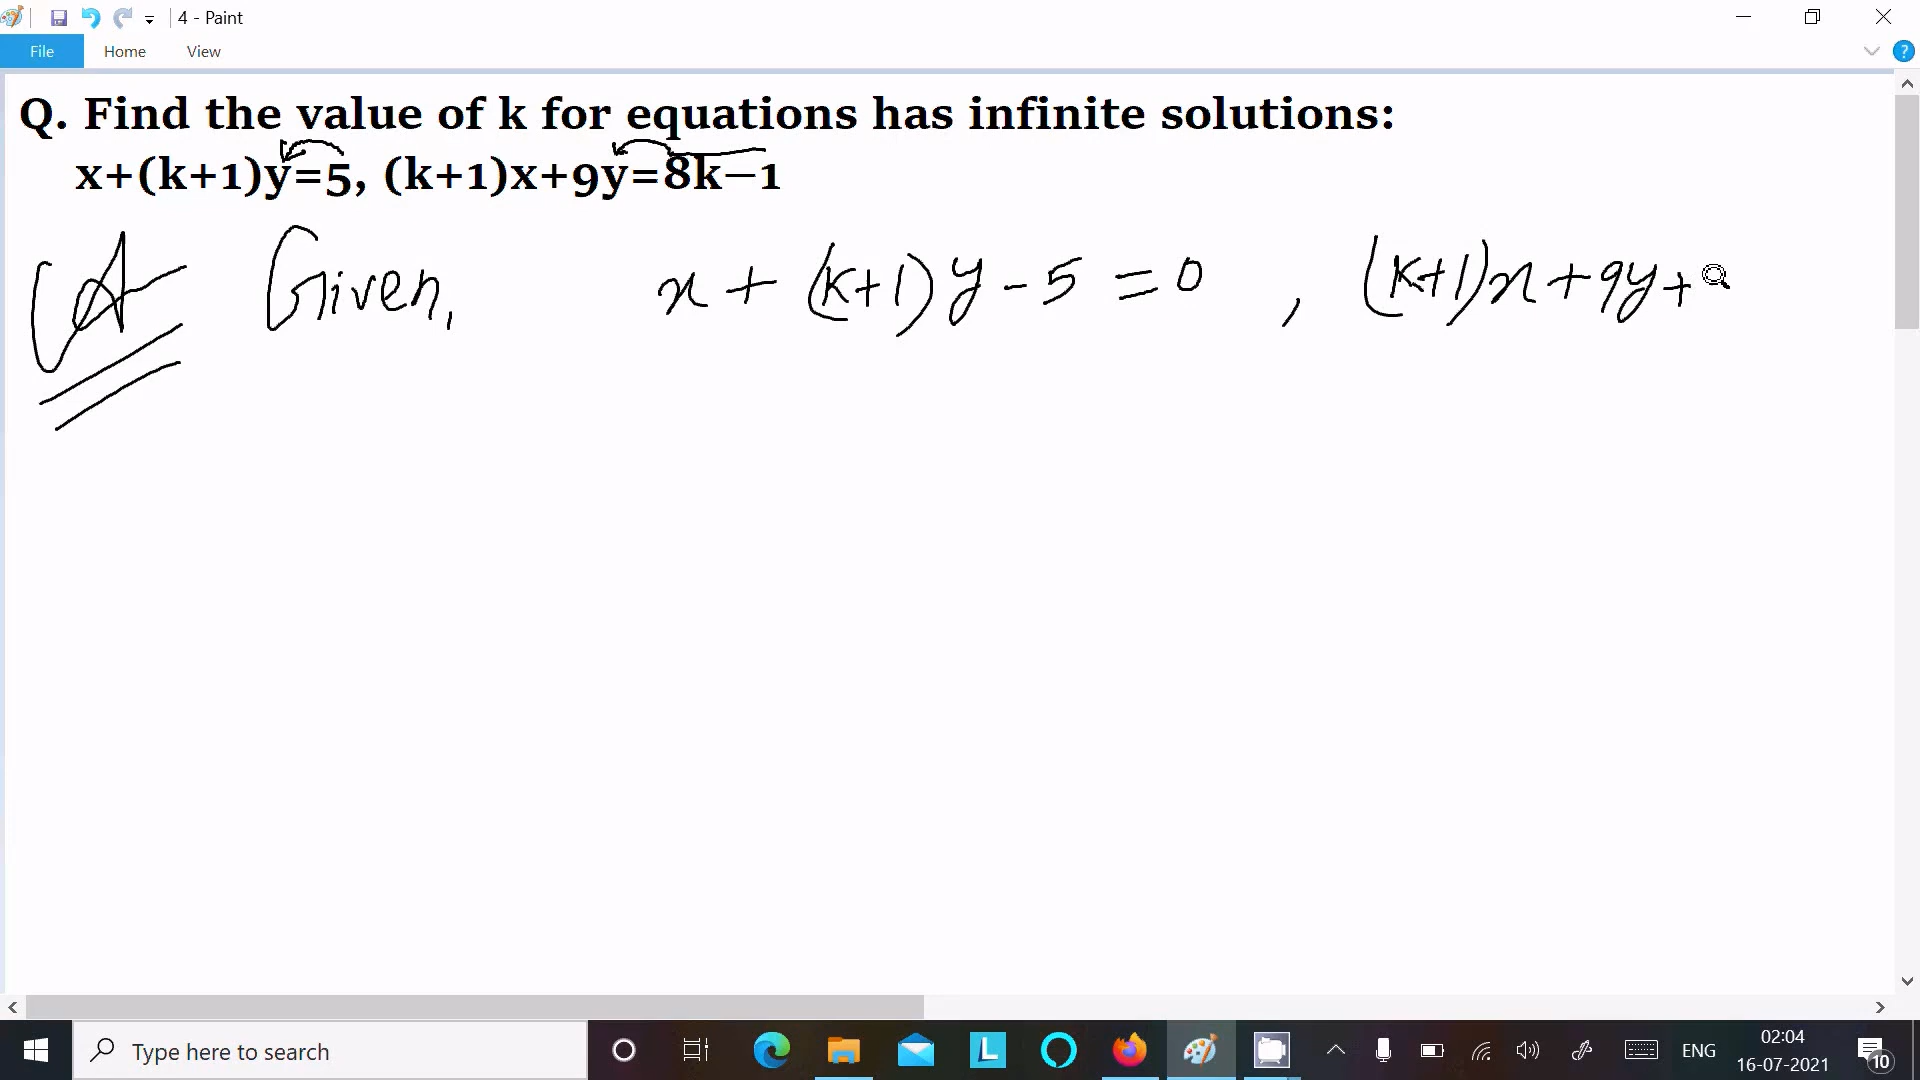 4 - Paint
File Home View
Q. Find the value of k for equations has infinite solutions:
x+(k+1)y=5, (k+1)x+9y=8k−1
Given, x + (k+1) y - 5 = 0 , (k+1)x + 9y +
Type here to search
ENG
02:04
16-07-2021
10